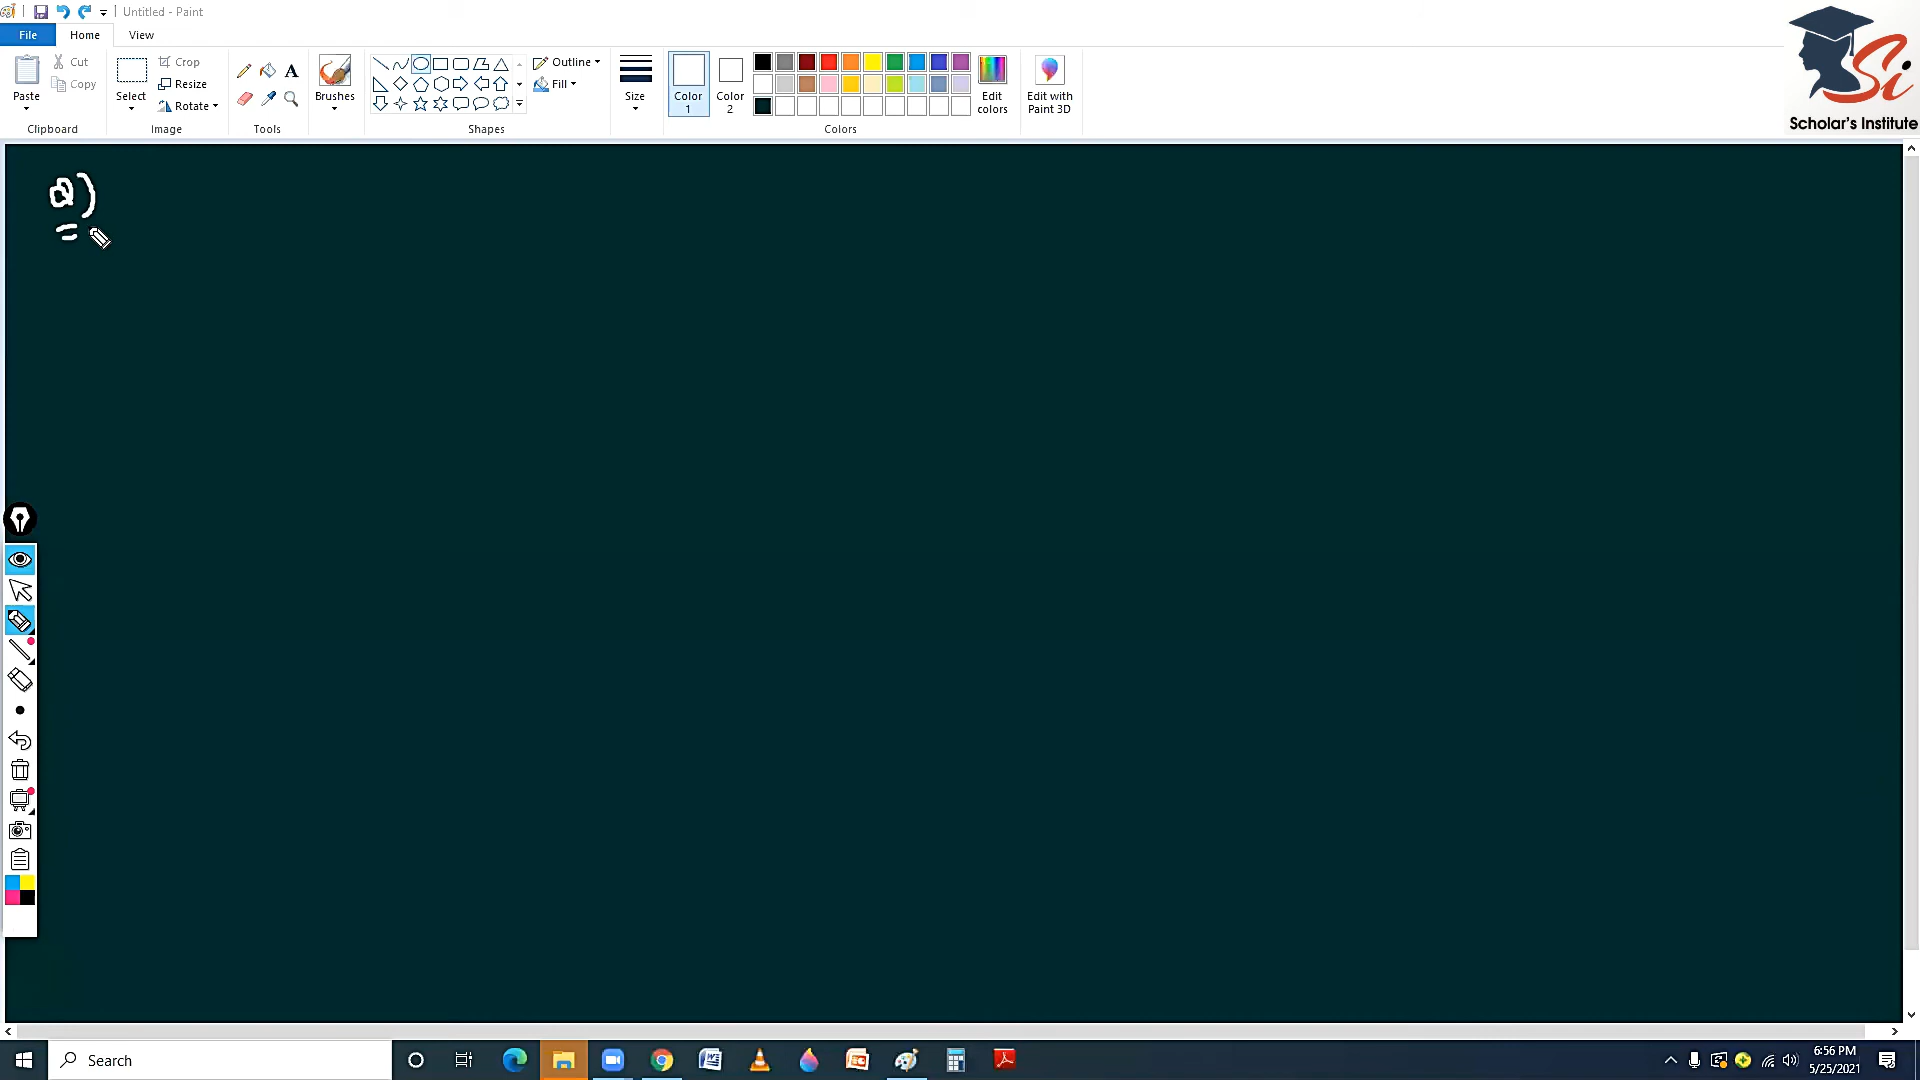 Untitled - Paint
File Home View
Paste Cut Copy Clipboard
Select Crop Resize Rotate Image
Tools
Brushes
Outline Fill Shapes
Size
Color 1 Color 2 Edit colors Colors
Edit with Paint 3D
Si
Scholar's Institute
Q)
=
Search
6:56 PM
5/25/2021